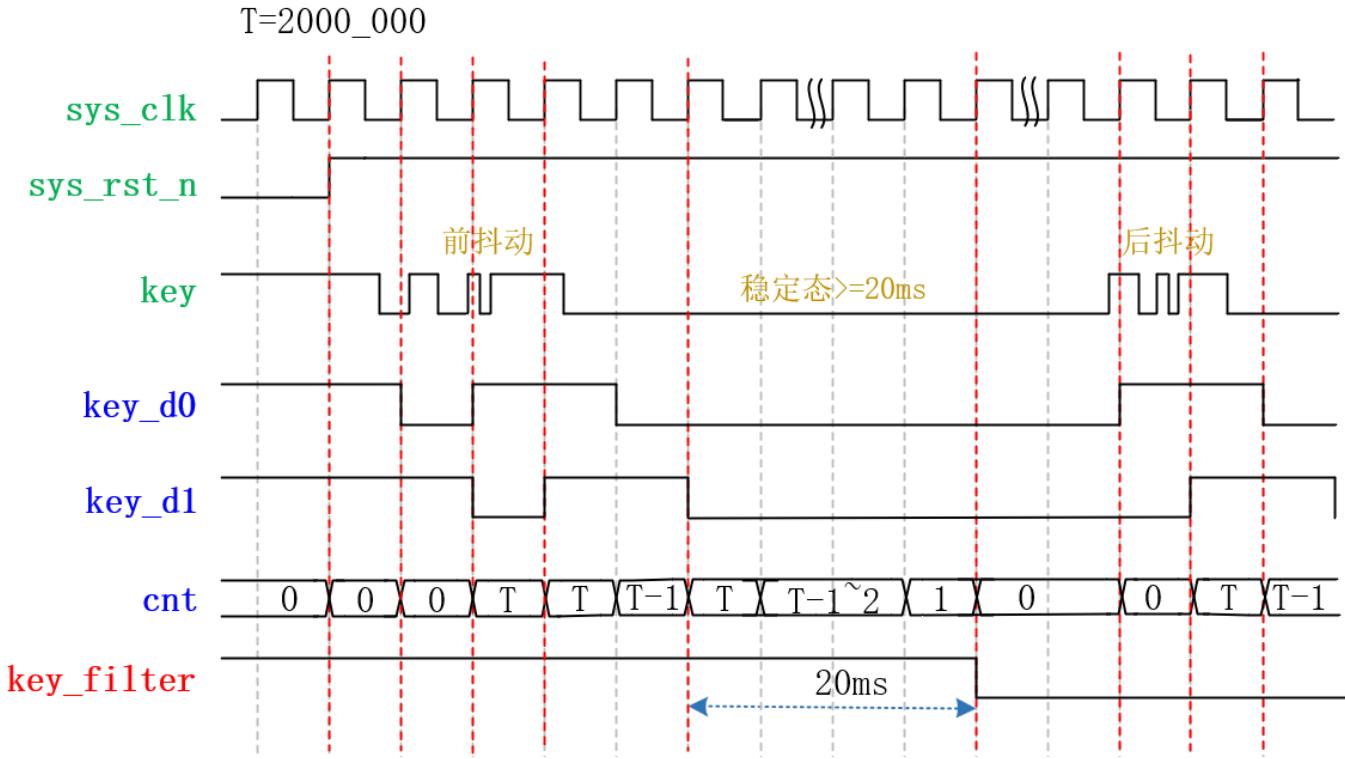 T=2000_000
sys_clk
sys_rst_n
前抖动
后抖动
key
稳定态>=20ms
key_d0
key_d1
cnt
0 0 0 T T T-1 T T-1~2 1 0 0 T T-1
key_filter
20ms